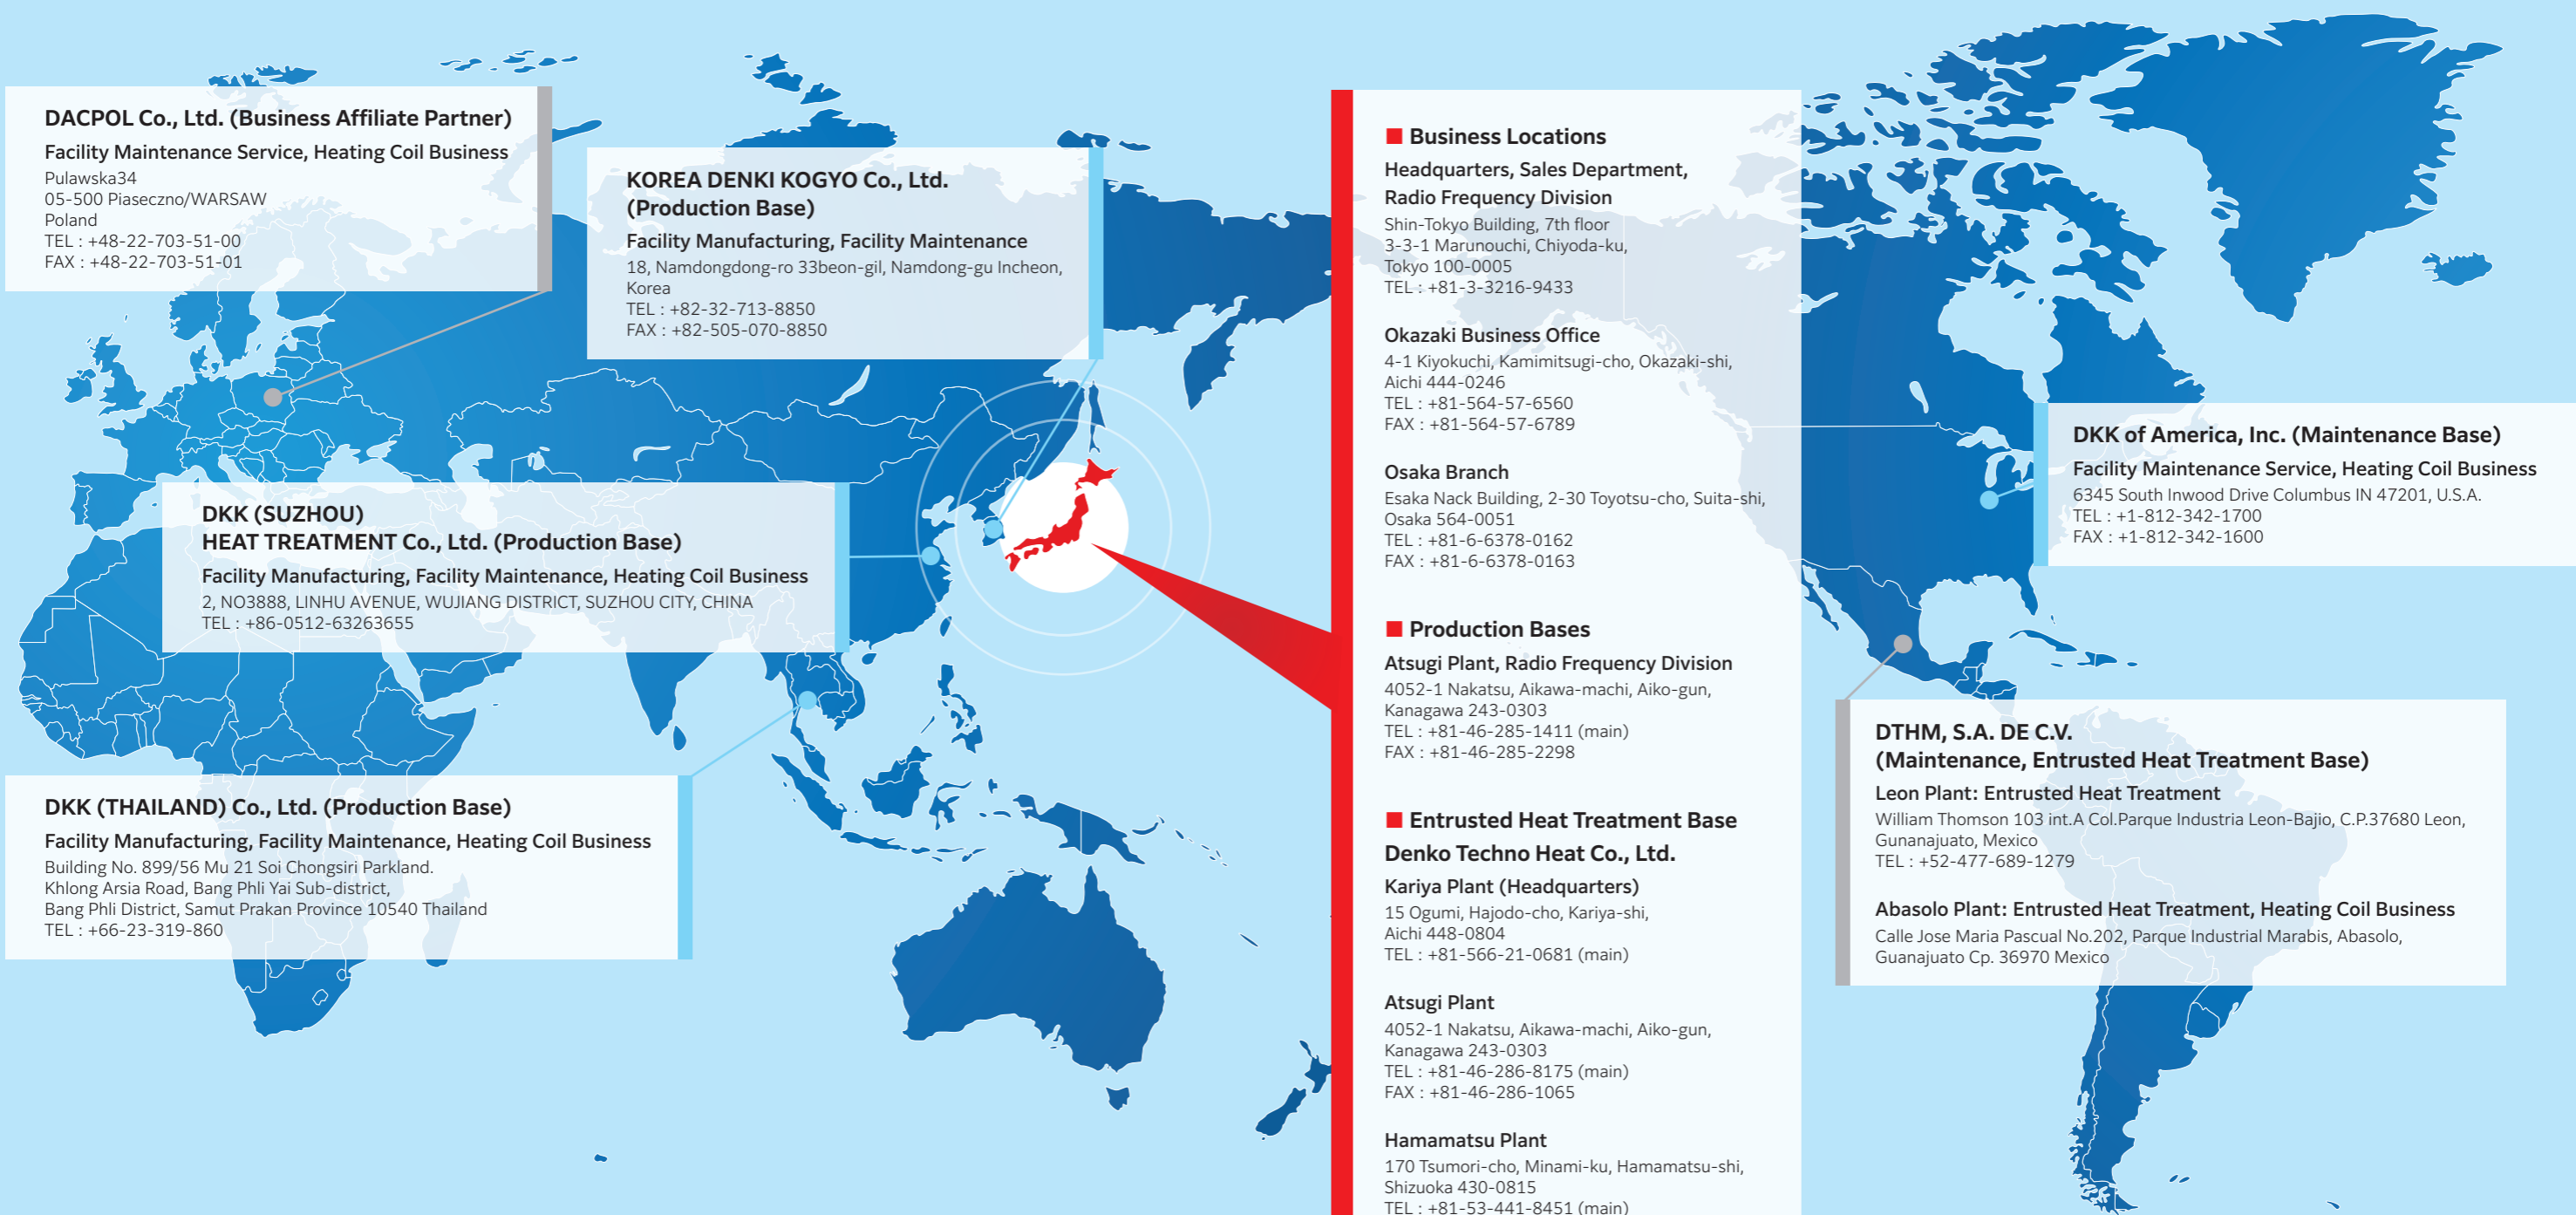 DACPOL Co., Ltd. (Business Affiliate Partner)
Facility Maintenance Service, Heating Coil Business
Pulawska34
05-500 Piaseczno/WARSAW
Poland
TEL : +48-22-703-51-00
FAX : +48-22-703-51-01
KOREA DENKI KOGYO Co., Ltd.
(Production Base)
Facility Manufacturing, Facility Maintenance
18, Namdongdong-ro 33beon-gil, Namdong-gu Incheon,
Korea
TEL : +82-32-713-8850
FAX : +82-505-070-8850
DKK (SUZHOU)
HEAT TREATMENT Co., Ltd. (Production Base)
Facility Manufacturing, Facility Maintenance, Heating Coil Business
2, NO3888, LINHU AVENUE, WUJIANG DISTRICT, SUZHOU CITY, CHINA
TEL : +86-0512-63263655
DKK (THAILAND) Co., Ltd. (Production Base)
Facility Manufacturing, Facility Maintenance, Heating Coil Business
Building No. 899/56 Mu 21 Soi Chongsiri Parkland.
Khlong Arsia Road, Bang Phli Yai Sub-district,
Bang Phli District, Samut Prakan Province 10540 Thailand
TEL : +66-23-319-860
■ Business Locations
Headquarters, Sales Department,
Radio Frequency Division
Shin-Tokyo Building, 7th floor
3-3-1 Marunouchi, Chiyoda-ku,
Tokyo 100-0005
TEL : +81-3-3216-9433
Okazaki Business Office
4-1 Kiyokuchi, Kamimitsugi-cho, Okazaki-shi,
Aichi 444-0246
TEL : +81-564-57-6560
FAX : +81-564-57-6789
Osaka Branch
Esaka Nack Building, 2-30 Toyotsu-cho, Suita-shi,
Osaka 564-0051
TEL : +81-6-6378-0162
FAX : +81-6-6378-0163
■ Production Bases
Atsugi Plant, Radio Frequency Division
4052-1 Nakatsu, Aikawa-machi, Aiko-gun,
Kanagawa 243-0303
TEL : +81-46-285-1411 (main)
FAX : +81-46-285-2298
■ Entrusted Heat Treatment Base
Denko Techno Heat Co., Ltd.
Kariya Plant (Headquarters)
15 Ogumi, Hajodo-cho, Kariya-shi,
Aichi 448-0804
TEL : +81-566-21-0681 (main)
Atsugi Plant
4052-1 Nakatsu, Aikawa-machi, Aiko-gun,
Kanagawa 243-0303
TEL : +81-46-286-8175 (main)
FAX : +81-46-286-1065
Hamamatsu Plant
170 Tsumori-cho, Minami-ku, Hamamatsu-shi,
Shizuoka 430-0815
TEL : +81-53-441-8451 (main)
DKK of America, Inc. (Maintenance Base)
Facility Maintenance Service, Heating Coil Business
6345 South Inwood Drive Columbus IN 47201, U.S.A.
TEL : +1-812-342-1700
FAX : +1-812-342-1600
DTHM, S.A. DE C.V.
(Maintenance, Entrusted Heat Treatment Base)
Leon Plant: Entrusted Heat Treatment
William Thomson 103 int.A Col.Parque Industria Leon-Bajio, C.P.37680 Leon,
Gunanajuato, Mexico
TEL : +52-477-689-1279
Abasolo Plant: Entrusted Heat Treatment, Heating Coil Business
Calle Jose Maria Pascual No.202, Parque Industrial Marabis, Abasolo,
Guanajuato Cp. 36970 Mexico